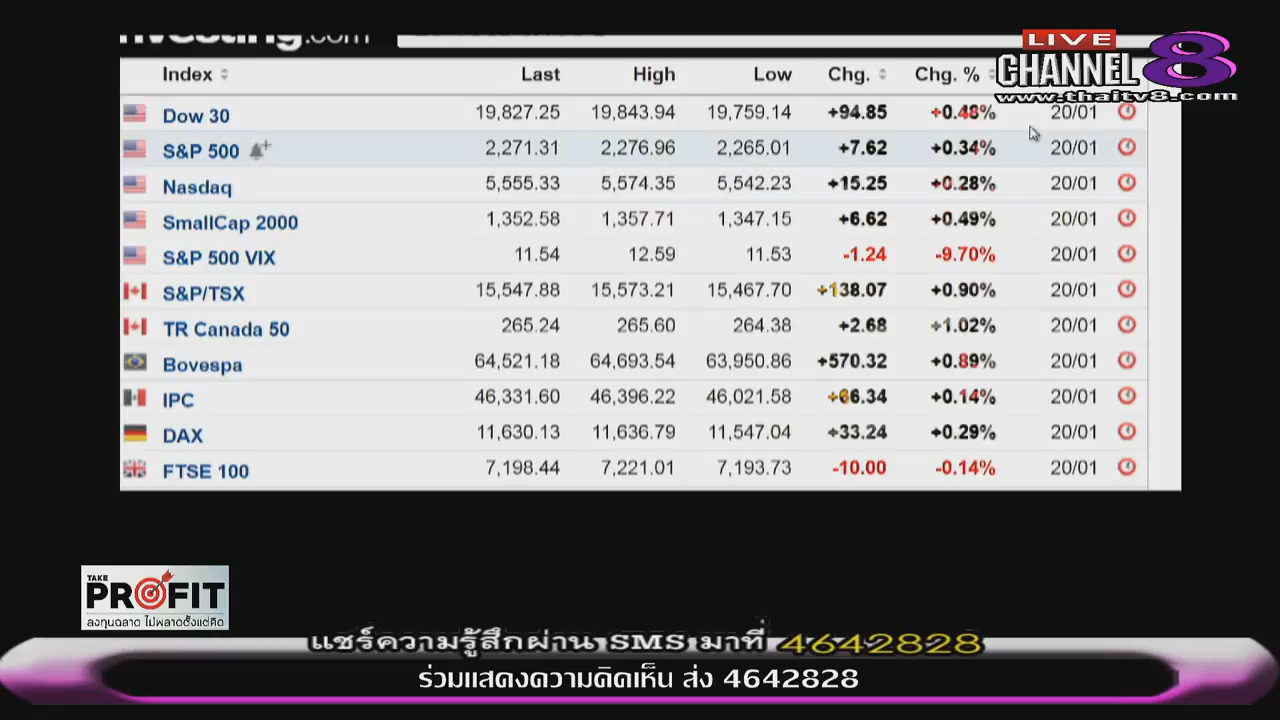 Investing.com
LIVE
CHANNEL 8
www.thaitv8.com
Index Last High Low Chg. Chg. %
Dow 30 19,827.25 19,843.94 19,759.14 +94.85 +0.48% 20/01
S&P 500 2,271.31 2,276.96 2,265.01 +7.62 +0.34% 20/01
Nasdaq 5,555.33 5,574.35 5,542.23 +15.25 +0.28% 20/01
SmallCap 2000 1,352.58 1,357.71 1,347.15 +6.62 +0.49% 20/01
S&P 500 VIX 11.54 12.59 11.53 -1.24 -9.70% 20/01
S&P/TSX 15,547.88 15,573.21 15,467.70 +138.07 +0.90% 20/01
TR Canada 50 265.24 265.60 264.38 +2.68 +1.02% 20/01
Bovespa 64,521.18 64,693.54 63,950.86 +570.32 +0.89% 20/01
IPC 46,331.60 46,396.22 46,021.58 +66.34 +0.14% 20/01
DAX 11,630.13 11,636.79 11,547.04 +33.24 +0.29% 20/01
FTSE 100 7,198.44 7,221.01 7,193.73 -10.00 -0.14% 20/01
TAKE
PROFIT
ลงทุนฉลาด ไม่พลาดตั้งแต่คิด
แชร์ความรู้สึกผ่าน SMS มาที่ 4642828
ร่วมแสดงความคิดเห็น ส่ง 4642828